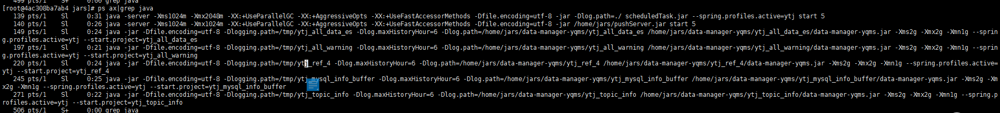 499 pts/1    S+     0:00 grep java
[root@4ac308ba7ab4 jars]# ps ax|grep java
   139 pts/1    Sl     0:31 java -server -Xms1024m -Xmx2048m -XX:+UseParallelGC -XX:+AggressiveOpts -XX:+UseFastAccessorMethods -Dfile.encoding=utf-8 -jar -Dlog.path=./ scheduledTask.jar --spring.profiles.active=ytj start 5
   140 pts/1    Sl     0:26 java -server -Xms1024m -Xmx1024m -XX:+UseParallelGC -XX:+AggressiveOpts -XX:+UseFastAccessorMethods -Dfile.encoding=utf-8 -jar /home/jars/pushServer.jar start 5
   149 pts/1    Sl     0:24 java -jar -Dfile.encoding=utf-8 -Dlogging.path=/tmp/ytj_all_data_es -Dlog.maxHistoryHour=6 -Dlog.path=/home/jars/data-manager-yqms/ytj_all_data_es /home/jars/data-manager-yqms/ytj_all_data_es/data-manager-yqms.jar -Xms2g -Xmx2g -Xmn1g --sprin
g.profiles.active=ytj --start.project=ytj_all_data_es
   197 pts/1    Sl     0:21 java -jar -Dfile.encoding=utf-8 -Dlogging.path=/tmp/ytj_all_warning -Dlog.maxHistoryHour=6 -Dlog.path=/home/jars/data-manager-yqms/ytj_all_warning /home/jars/data-manager-yqms/ytj_all_warning/data-manager-yqms.jar -Xms2g -Xmx2g -Xmn1g --sprin
g.profiles.active=ytj --start.project=ytj_all_warning
   220 pts/1    Sl     0:24 java -jar -Dfile.encoding=utf-8 -Dlogging.path=/tmp/ytj_ref_4 -Dlog.maxHistoryHour=6 -Dlog.path=/home/jars/data-manager-yqms/ytj_ref_4 /home/jars/data-manager-yqms/ytj_ref_4/data-manager-yqms.jar -Xms2g -Xmx2g -Xmn1g --spring.profiles.active=
ytj --start.project=ytj_ref_4
   245 pts/1    Sl     0:25 java -jar -Dfile.encoding=utf-8 -Dlogging.path=/tmp/ytj_mysql_info_buffer -Dlog.maxHistoryHour=6 -Dlog.path=/home/jars/data-manager-yqms/ytj_mysql_info_buffer /home/jars/data-manager-yqms/ytj_mysql_info_buffer/data-manager-yqms.jar -Xms2g -Xm
x2g -Xmn1g --spring.profiles.active=ytj --start.project=ytj_mysql_info_buffer
   271 pts/1    Sl     0:22 java -jar -Dfile.encoding=utf-8 -Dlogging.path=/tmp/ytj_topic_info -Dlog.maxHistoryHour=6 -Dlog.path=/home/jars/data-manager-yqms/ytj_topic_info /home/jars/data-manager-yqms/ytj_topic_info/data-manager-yqms.jar -Xms2g -Xmx2g -Xmn1g --spring.p
rofiles.active=ytj --start.project=ytj_topic_info
   506 pts/1    S+     0:00 grep java